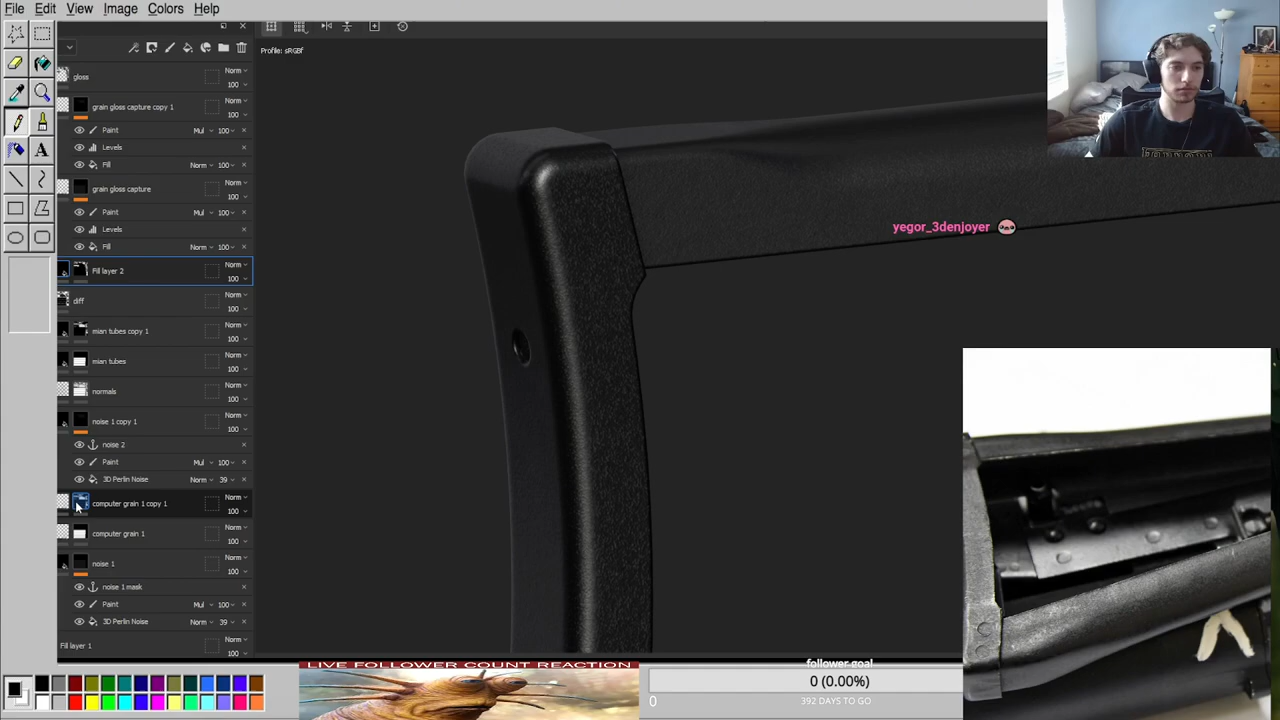 File Edit View Image Colors Help
Profile: sRGBf
gloss Norm
100
grain gloss capture copy 1 Norm
100
Paint Mul 100
Levels
Fill Norm 100
grain gloss capture Norm
100
Paint Mul 100
Levels
Fill Norm 100
Fill layer 2 Norm
100
diff Norm
100
mian tubes copy 1 Norm
100
mian tubes Norm
100
normals Norm
100
noise 1 copy 1 Norm
100
noise 2
Paint Mul 100
3D Perlin Noise Norm 39
computer grain 1 copy 1 Norm
100
computer grain 1 Norm
100
noise 1 Norm
100
noise 1 mask
Paint Mul 100
3D Perlin Noise Norm 39
Fill layer 1 Norm
100
A
yegor_3denjoyer
LIVE FOLLOWER COUNT REACTION
follower goal
0 (0.00%)
0
392 DAYS TO GO